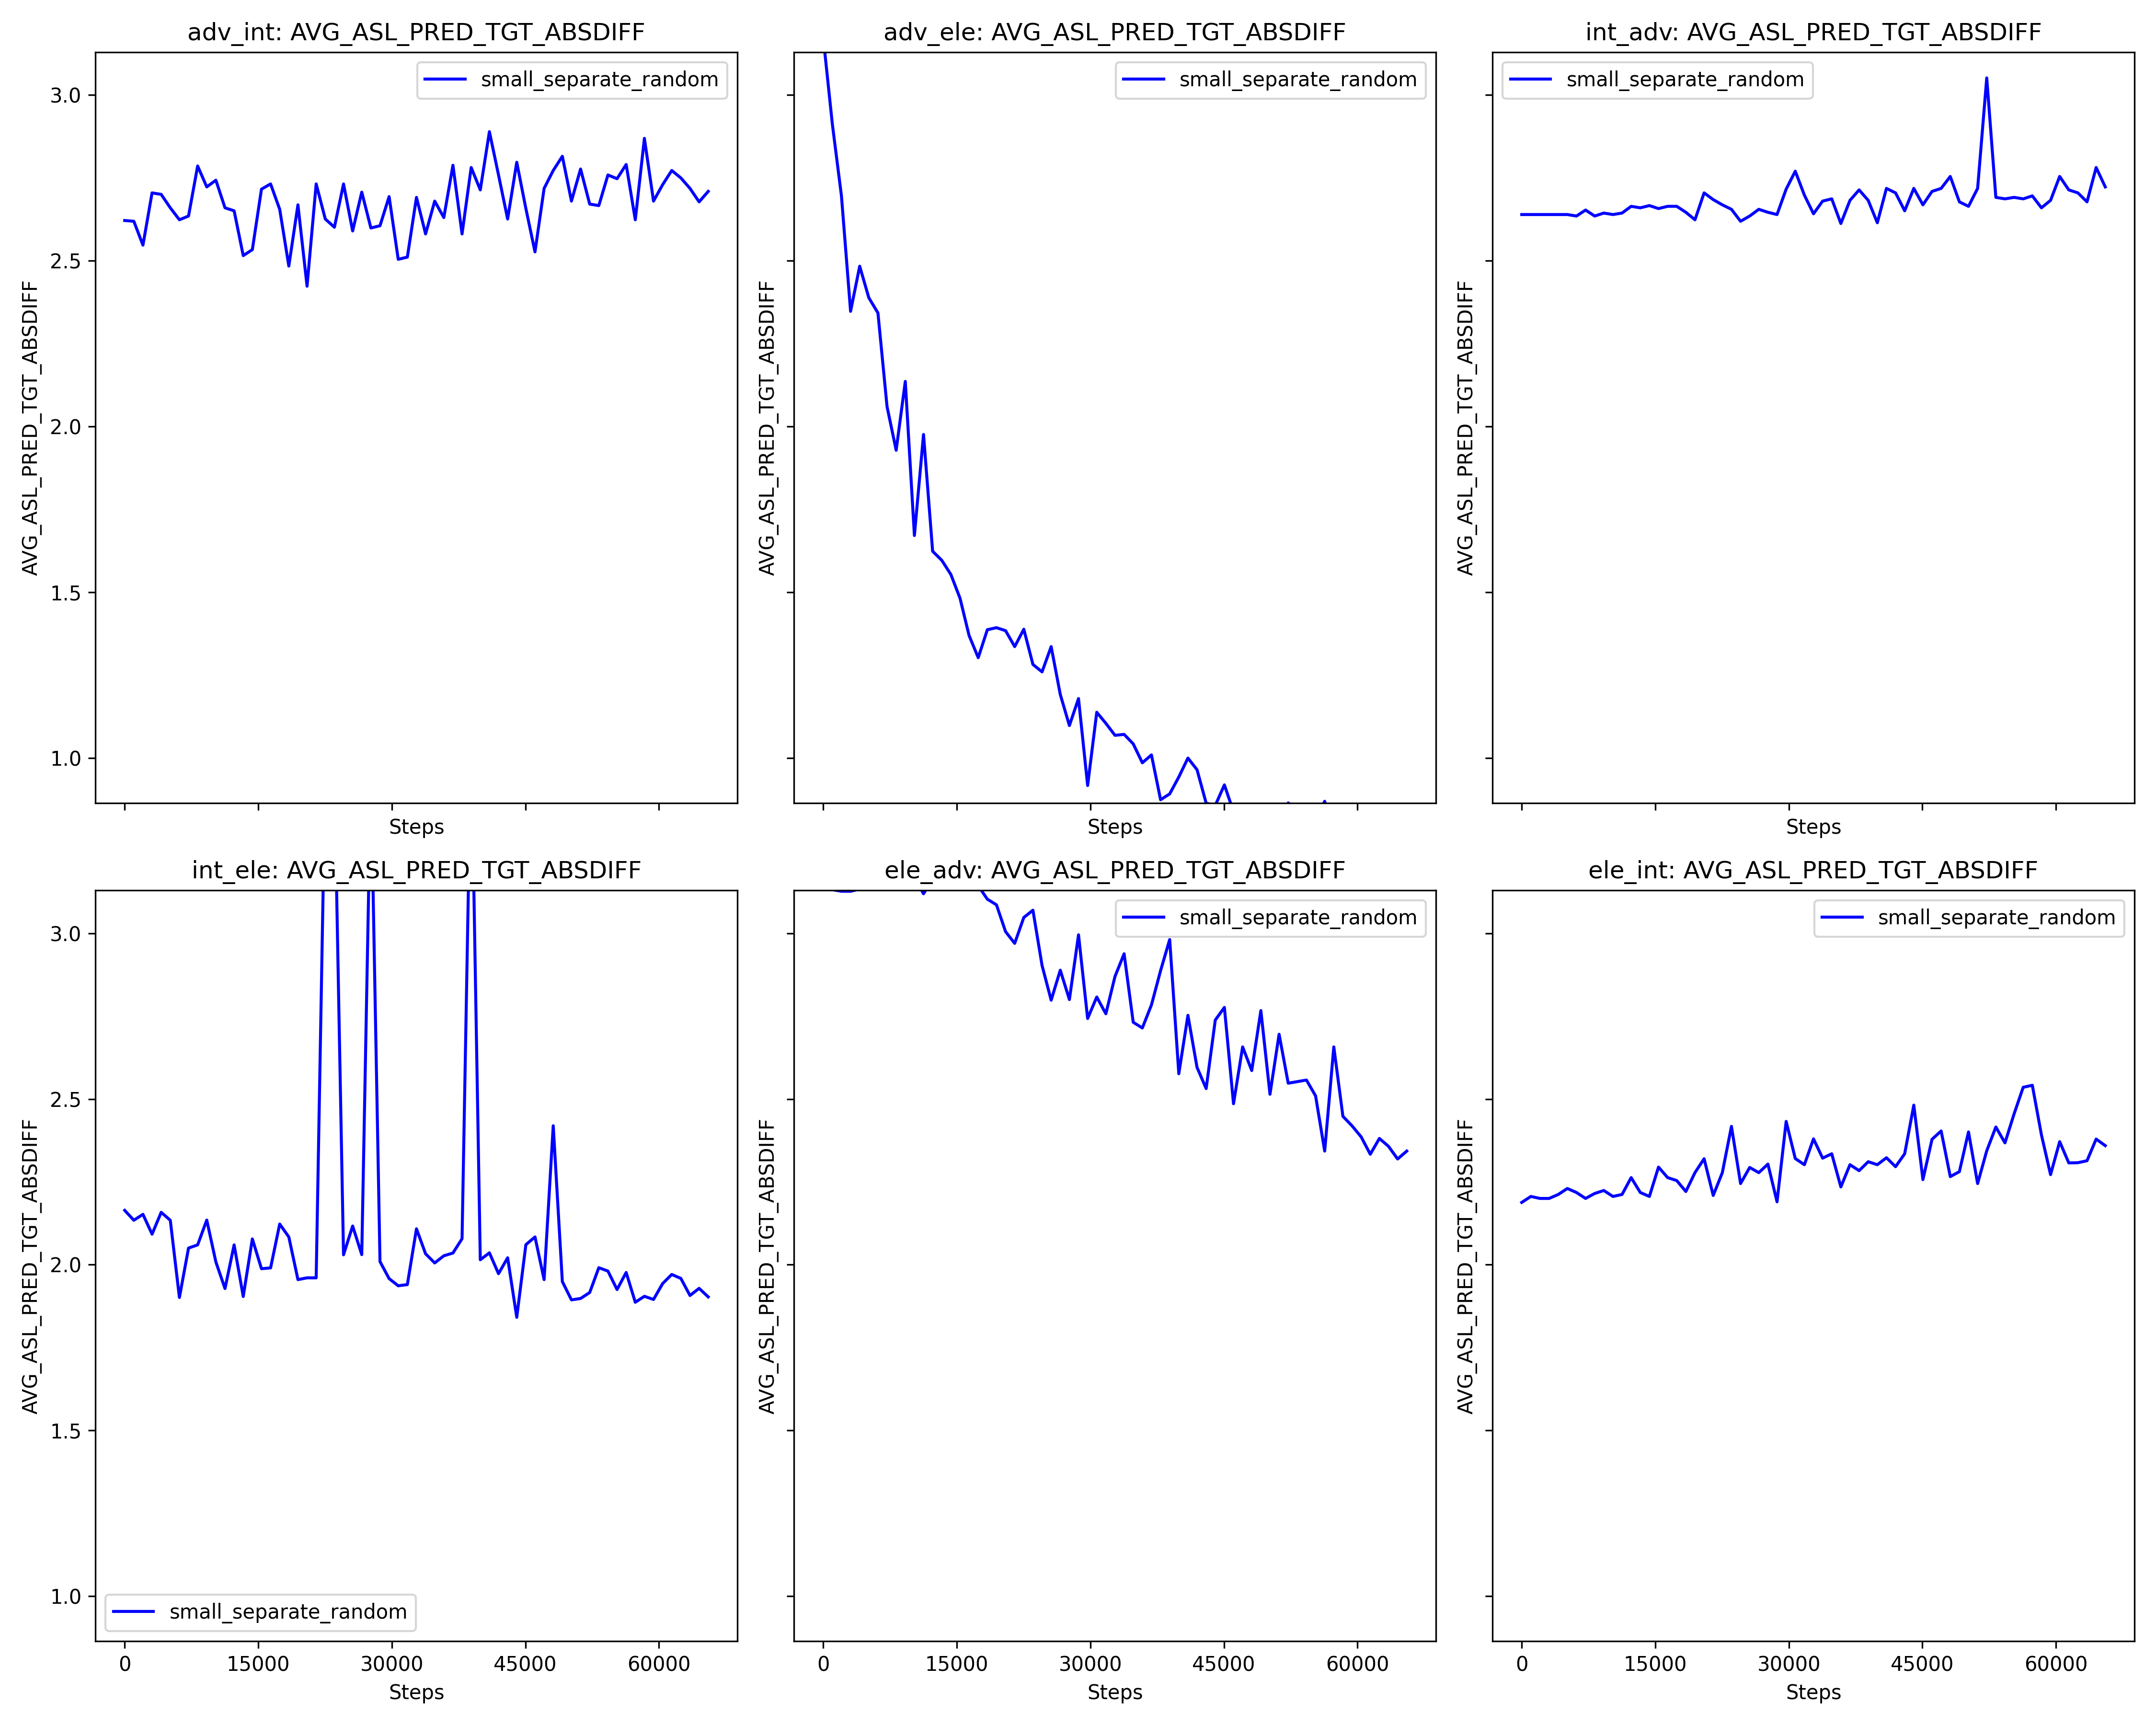 adv_int: AVG_ASL_PRED_TGT_ABSDIFF
adv_ele: AVG_ASL_PRED_TGT_ABSDIFF
int_adv: AVG_ASL_PRED_TGT_ABSDIFF
small_separate_random
small_separate_random
small_separate_random
3.0
2.5
2.0
1.5
1.0
AVG_ASL_PRED_TGT_ABSDIFF
AVG_ASL_PRED_TGT_ABSDIFF
AVG_ASL_PRED_TGT_ABSDIFF
Steps
Steps
Steps
int_ele: AVG_ASL_PRED_TGT_ABSDIFF
ele_adv: AVG_ASL_PRED_TGT_ABSDIFF
ele_int: AVG_ASL_PRED_TGT_ABSDIFF
small_separate_random
small_separate_random
3.0
2.5
2.0
1.5
1.0
AVG_ASL_PRED_TGT_ABSDIFF
AVG_ASL_PRED_TGT_ABSDIFF
AVG_ASL_PRED_TGT_ABSDIFF
small_separate_random
0 15000 30000 45000 60000
0 15000 30000 45000 60000
0 15000 30000 45000 60000
Steps
Steps
Steps